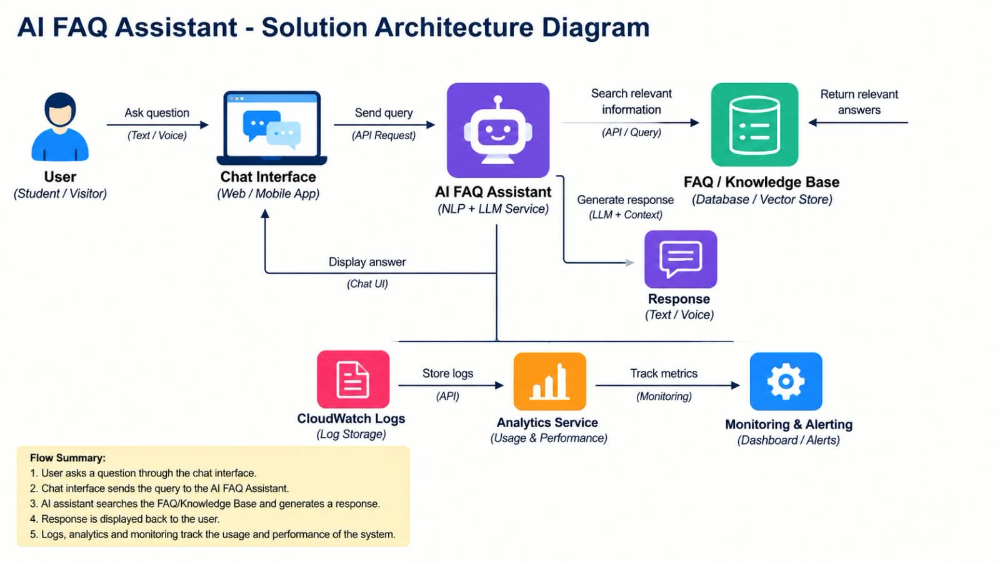 AI FAQ Assistant - Solution Architecture Diagram
Ask question
(Text / Voice)
Send query
(API Request)
Search relevant
information
(API / Query)
Return relevant
answers
User
(Student / Visitor)
Chat Interface
(Web / Mobile App)
AI FAQ Assistant
(NLP + LLM Service)
FAQ / Knowledge Base
(Database / Vector Store)
Generate response
(LLM + Context)
Display answer
(Chat UI)
Response
(Text / Voice)
Store logs
(API)
Track metrics
(Monitoring)
CloudWatch Logs
(Log Storage)
Analytics Service
(Usage & Performance)
Monitoring & Alerting
(Dashboard / Alerts)
Flow Summary:
1. User asks a question through the chat interface.
2. Chat interface sends the query to the AI FAQ Assistant.
3. AI assistant searches the FAQ/Knowledge Base and generates a response.
4. Response is displayed back to the user.
5. Logs, analytics and monitoring track the usage and performance of the system.